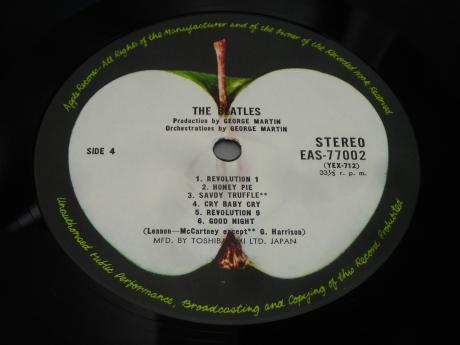 Apple Records-All Rights of the Manufacturer and of the Owner of the Recorded Work Reserved
THE BEATLES
Production by GEORGE MARTIN
Orchestrations by GEORGE MARTIN
SIDE 4
STEREO
EAS-77002
(YEX-712)
33⅓ r. p. m.
1. REVOLUTION 1
2. HONEY PIE
3. SAVOY TRUFFLE**
4. CRY BABY CRY
5. REVOLUTION 9
6. GOOD NIGHT
(Lennon—McCartney except** G. Harrison)
MFD. BY TOSHIBA EMI LTD. JAPAN
Unauthorised Public Performance, Broadcasting and Copying of this Record Prohibited